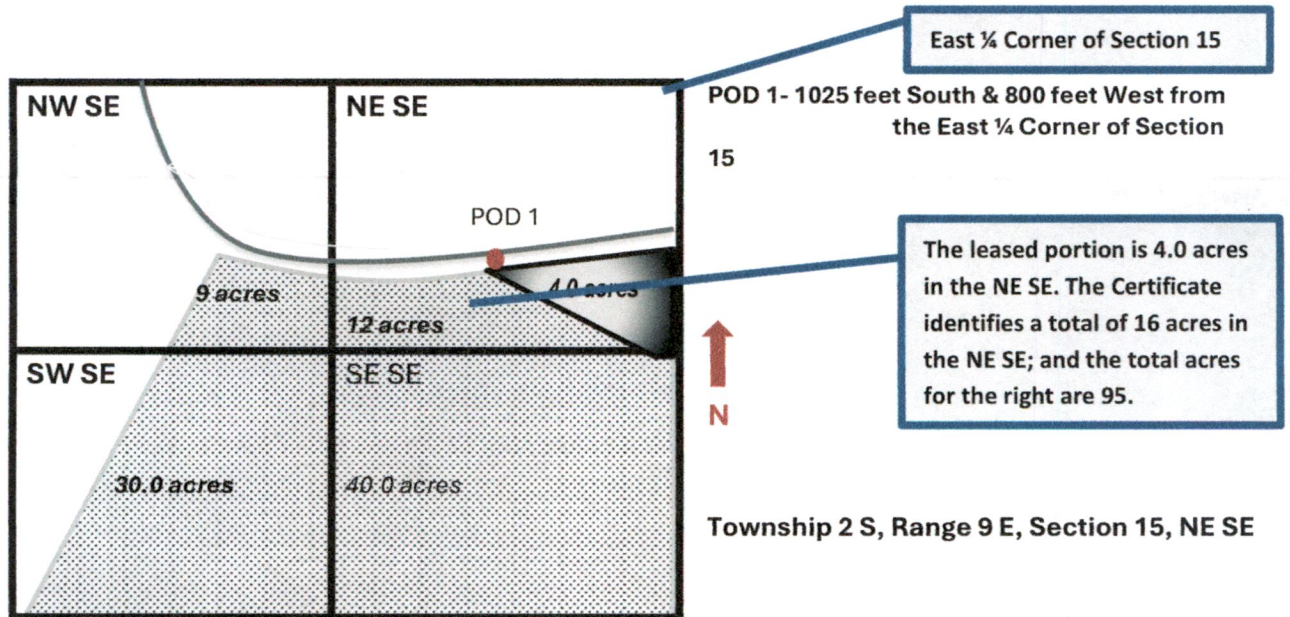 East ¼ Corner of Section 15
NW SE
NE SE
POD 1- 1025 feet South & 800 feet West from
the East ¼ Corner of Section
15
POD 1
9 acres
4.0 acres
12 acres
The leased portion is 4.0 acres
in the NE SE. The Certificate
identifies a total of 16 acres in
the NE SE; and the total acres
for the right are 95.
SW SE
SE SE
N
30.0 acres
40.0 acres
Township 2 S, Range 9 E, Section 15, NE SE